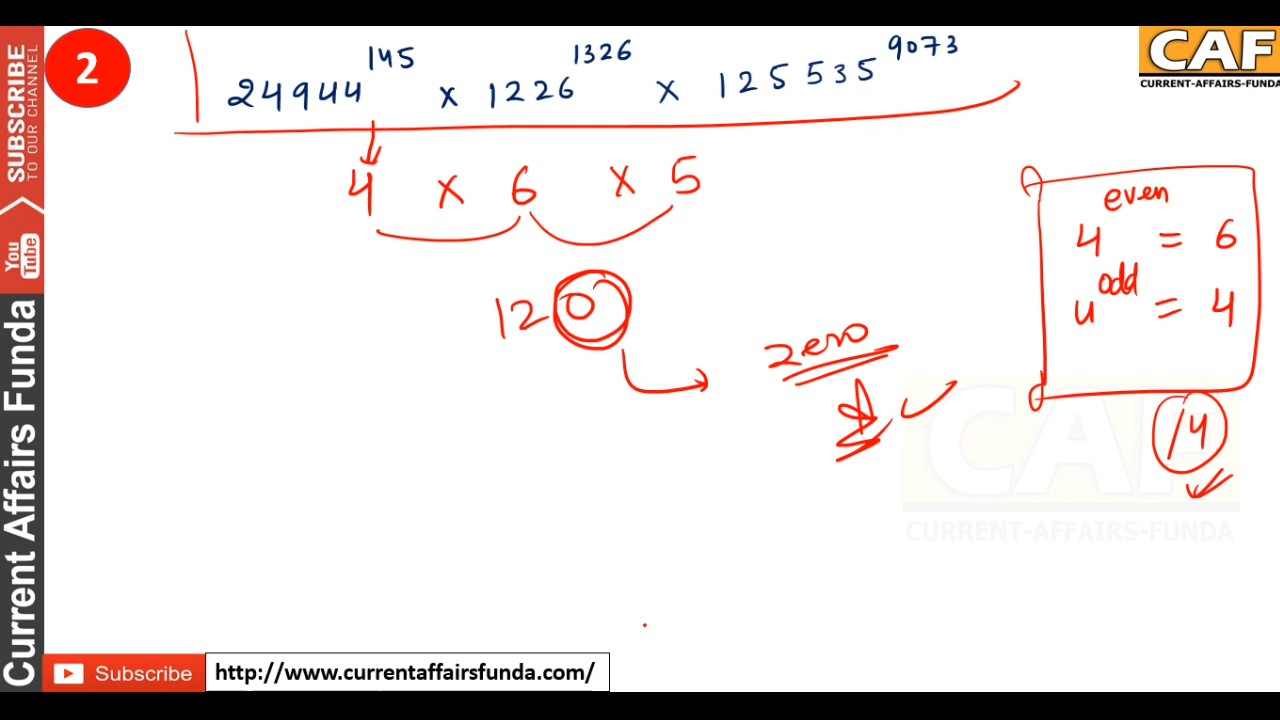 2
24944^145 x 1226^1326 x 125535^9073
4 x 6 x 5
120
zero
A
even
4 = 6
odd
4 = 4
/4
CAF
CURRENT-AFFAIRS-FUNDA
CAF
CURRENT-AFFAIRS-FUNDA
SUBSCRIBE
TO OUR CHANNEL
You
Tube
Current Affairs Funda
Subscribe
http://www.currentaffairsfunda.com/